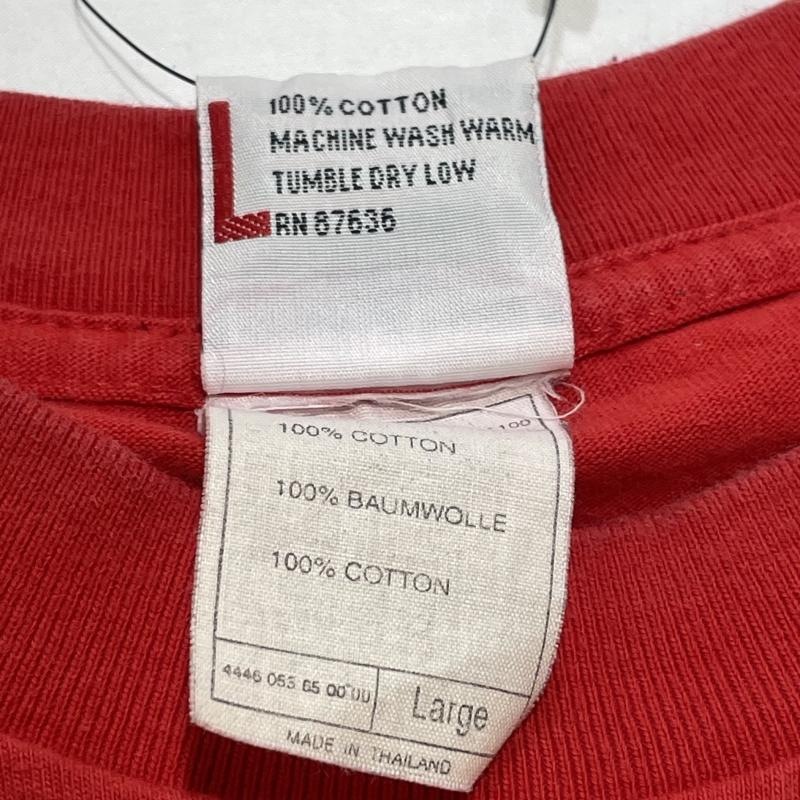 L
100% COTTON
MACHINE WASH WARM
TUMBLE DRY LOW
RN 87636
100
100% COTTON
100% BAUMWOLLE
100% COTTON
4446 053 65 00 00
Large
MADE IN THAILAND